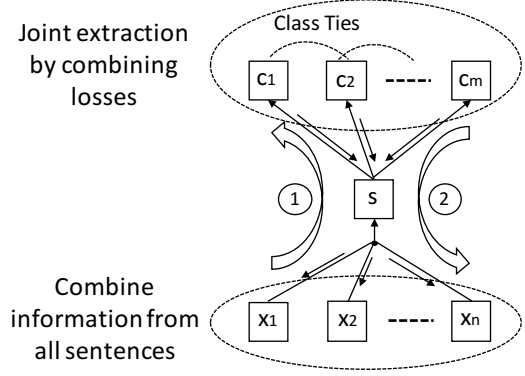 Joint extraction
by combining
losses
Class Ties
c1 c2 cm
1 s 2
Combine
information from
all sentences
x1 x2 xn